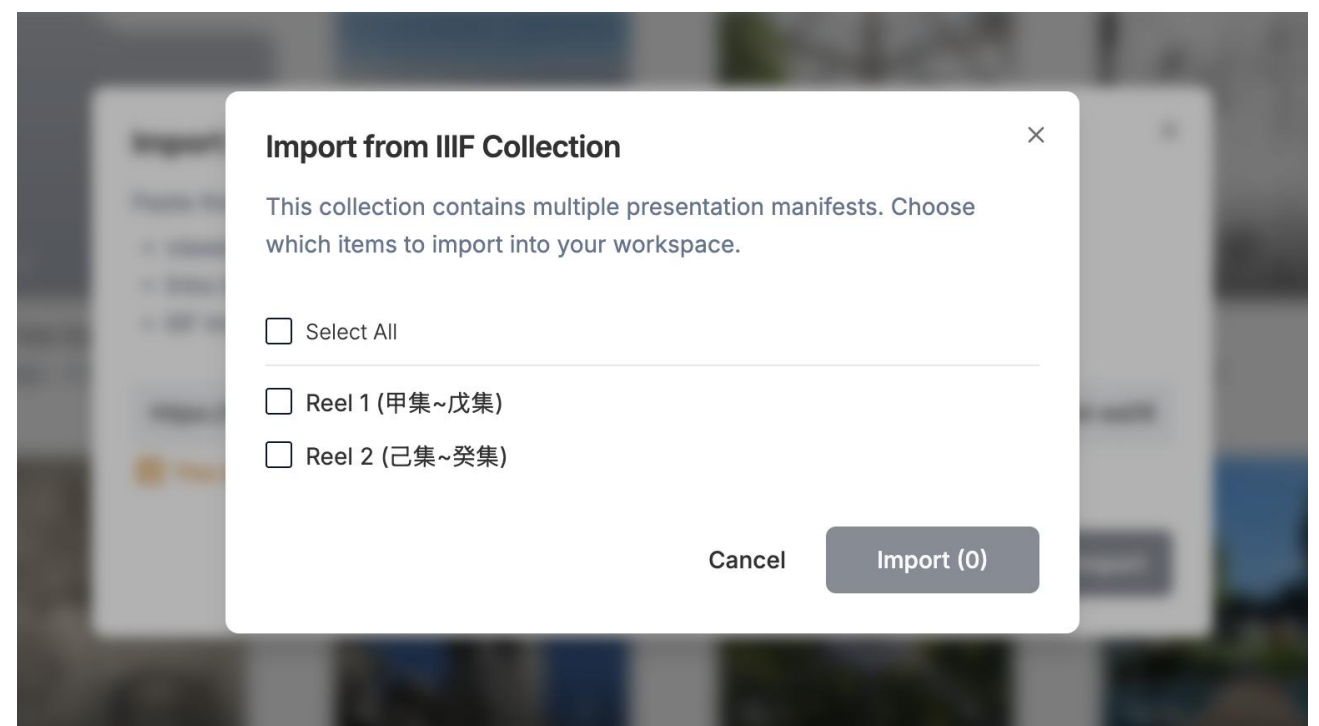 Import from IIIF Collection
This collection contains multiple presentation manifests. Choose
which items to import into your workspace.
Select All
Reel 1 (甲集~戊集)
Reel 2 (己集~癸集)
Cancel
Import (0)